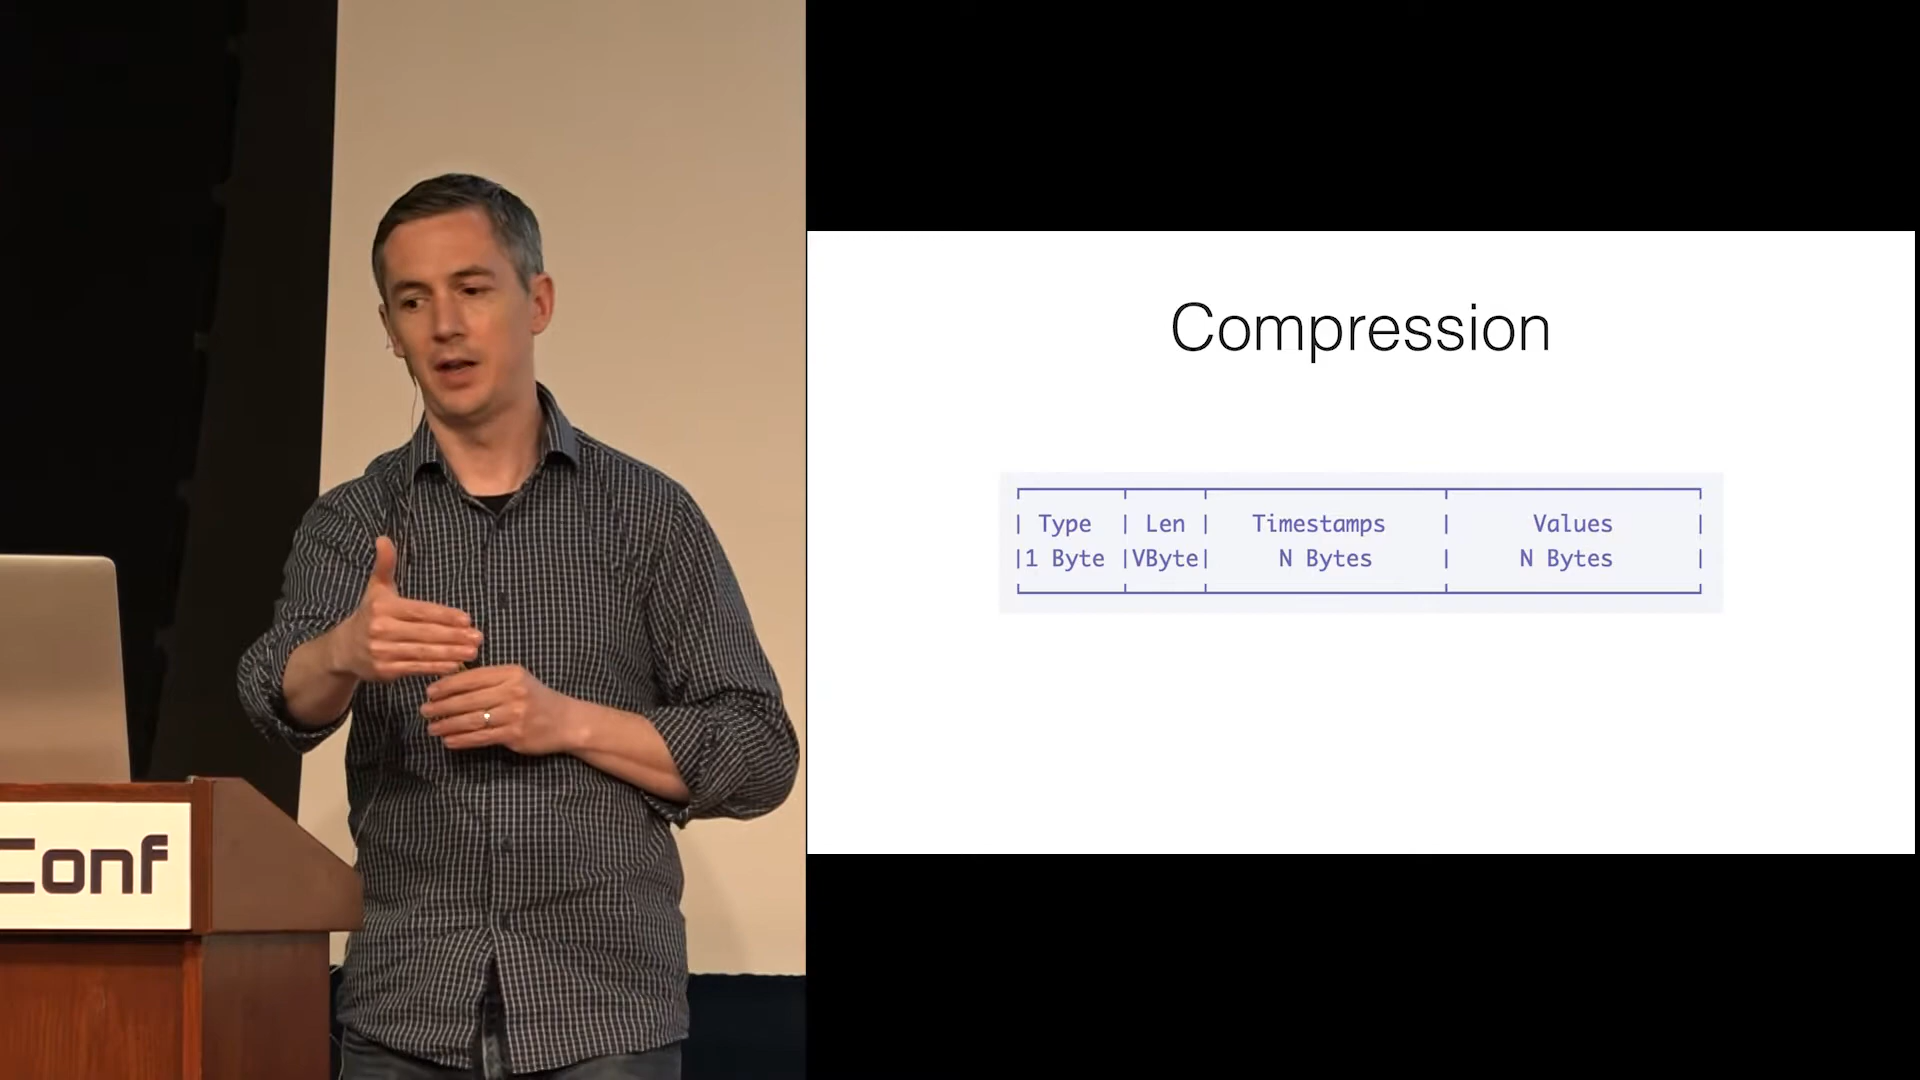 Conf
Compression
| Type | Len | Timestamps | Values |
|1 Byte |VByte| N Bytes | N Bytes |